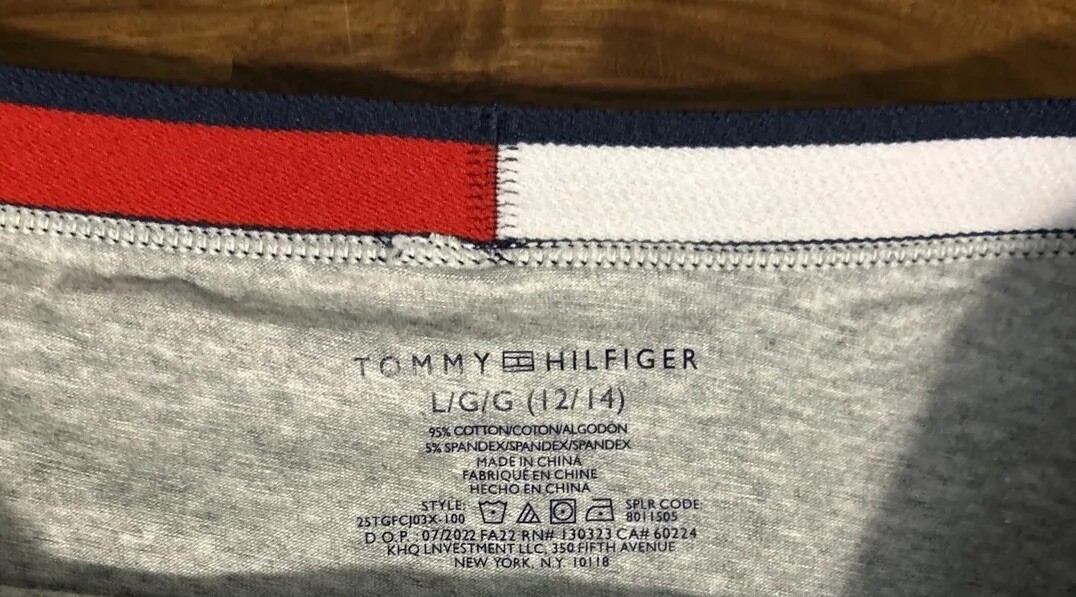 TOMMY HILFIGER
L/G/G (12/14)
95% COTTON/COTON/ALGODÓN
5% SPANDEX/SPANDEX/SPANDEX
MADE IN CHINA
FABRIQUÉ EN CHINE
HECHO EN CHINA
STYLE:
25TGFCJ03X-100
SPLR CODE:
8011505
D.O.P.: 07/2022 FA22 RN# 130323 CA# 60224
KHQ LNVESTMENT LLC, 350 FIFTH AVENUE
NEW YORK, N.Y. 10118